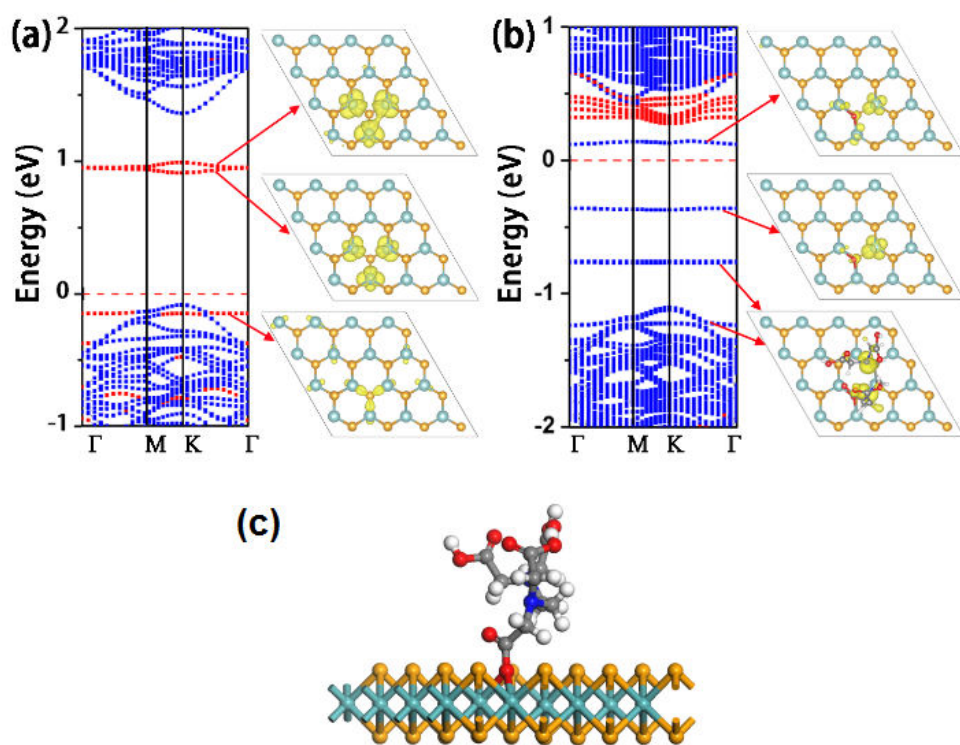 (a)
Energy (eV)
2
1
0
-1
Γ M K Γ
(b)
Energy (eV)
1
0
-1
-2
Γ M K Γ
(c)